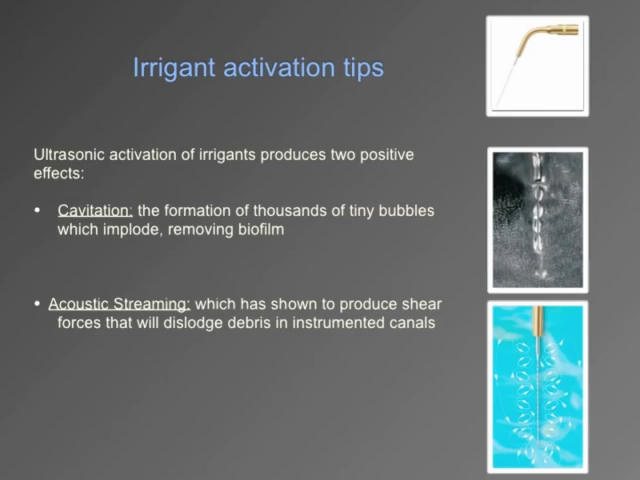 Irrigant activation tips
Ultrasonic activation of irrigants produces two positive
effects:
• Cavitation: the formation of thousands of tiny bubbles
which implode, removing biofilm
• Acoustic Streaming: which has shown to produce shear
forces that will dislodge debris in instrumented canals